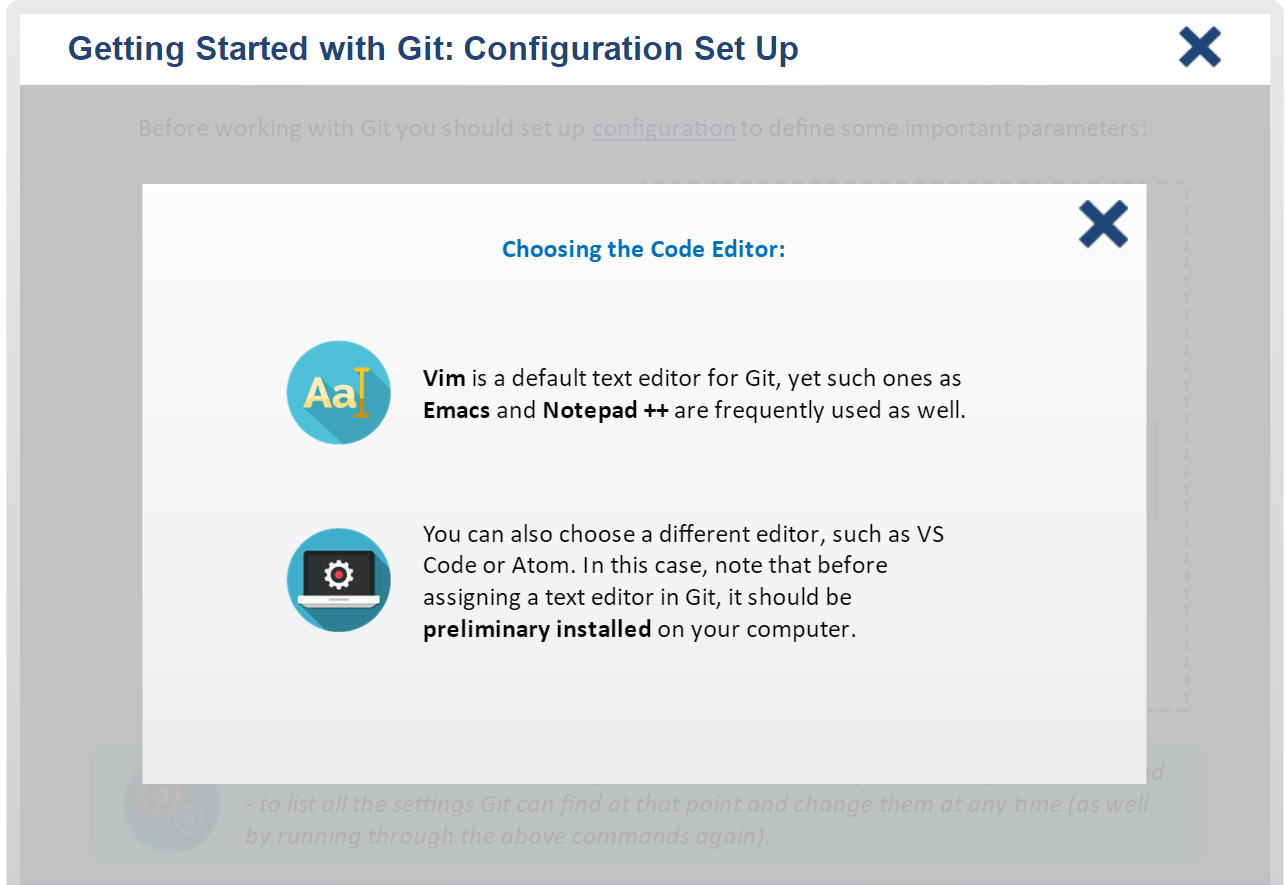 Getting Started with Git: Configuration Set Up
Before working with Git you should set up configuration to define some important parameters:
Choosing the Code Editor:
Aa
Vim is a default text editor for Git, yet such ones as
Emacs and Notepad ++ are frequently used as well.
You can also choose a different editor, such as VS
Code or Atom. In this case, note that before
assigning a text editor in Git, it should be
preliminary installed on your computer.
- to list all the settings Git can find at that point and change them at any time (as well
by running through the above commands again).